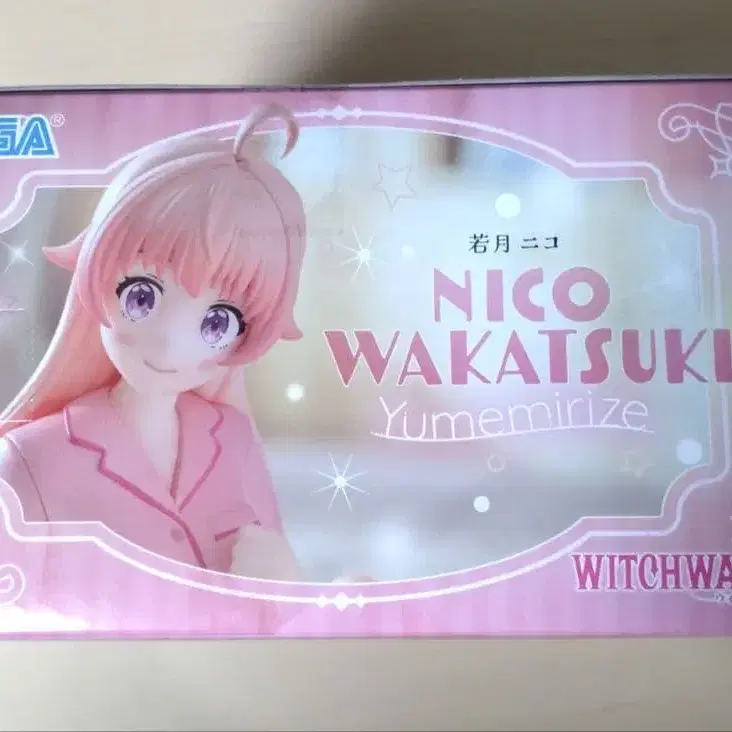 GA®
若月 ニコ
NICO
WAKATSUKI
Yumemirize
WITCHWA